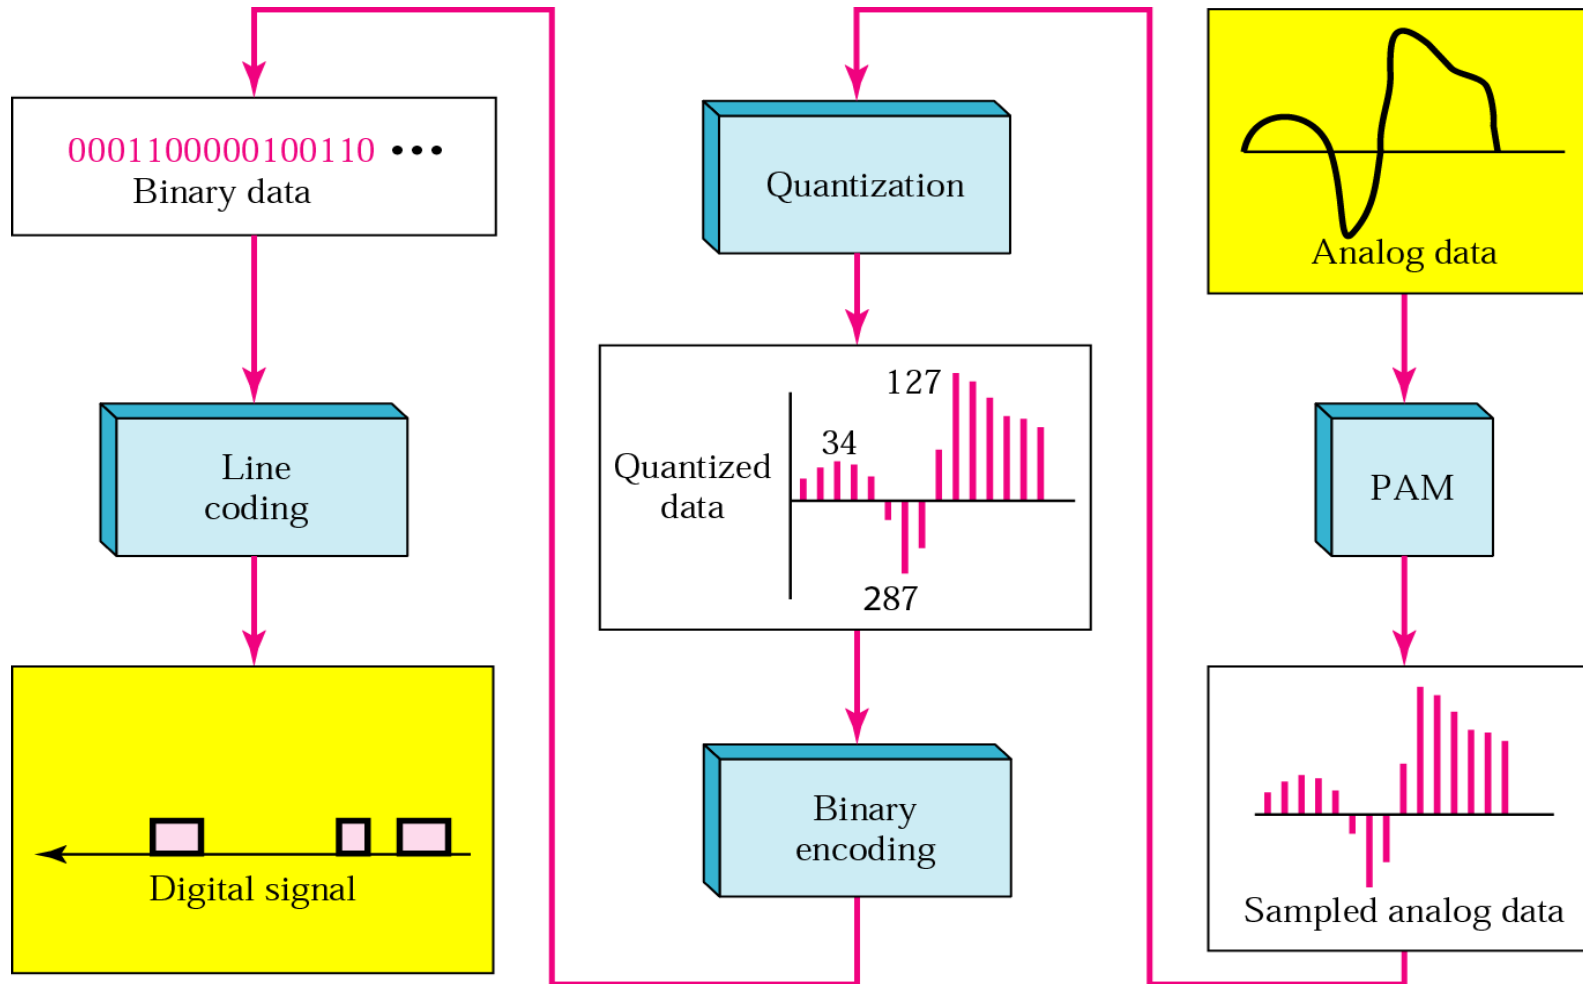 0001100000100110 •••
Binary data
Line
coding
Digital signal
Quantization
127
34
Quantized
data
287
Binary
encoding
Analog data
PAM
Sampled analog data